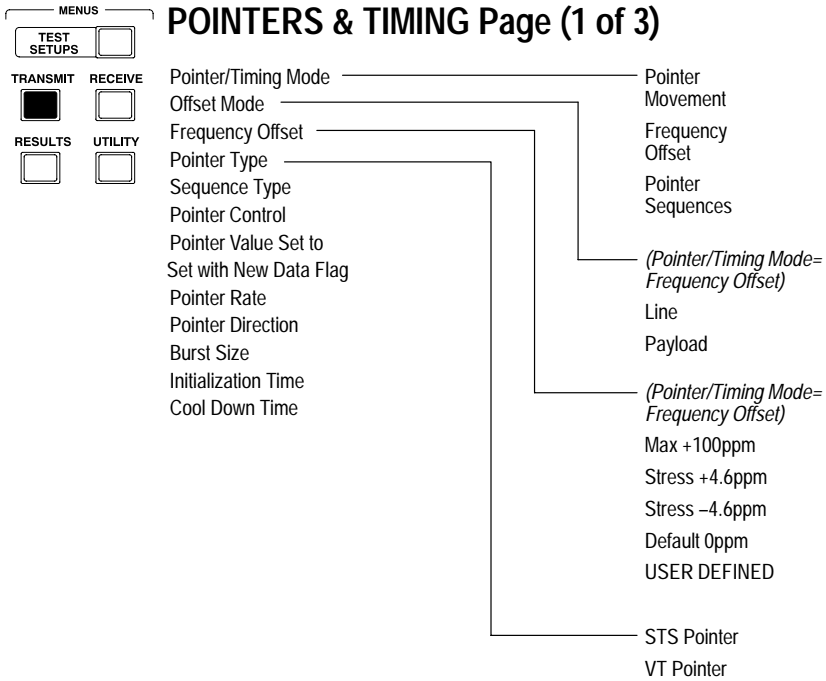 MENUS
TEST
SETUPS
TRANSMIT RECEIVE
RESULTS UTILITY
POINTERS & TIMING Page (1 of 3)
Pointer/Timing Mode
Offset Mode
Frequency Offset
Pointer Type
Sequence Type
Pointer Control
Pointer Value Set to
Set with New Data Flag
Pointer Rate
Pointer Direction
Burst Size
Initialization Time
Cool Down Time
Pointer
Movement
Frequency
Offset
Pointer
Sequences
(Pointer/Timing Mode=
Frequency Offset)
Line
Payload
(Pointer/Timing Mode=
Frequency Offset)
Max +100ppm
Stress +4.6ppm
Stress –4.6ppm
Default 0ppm
USER DEFINED
STS Pointer
VT Pointer